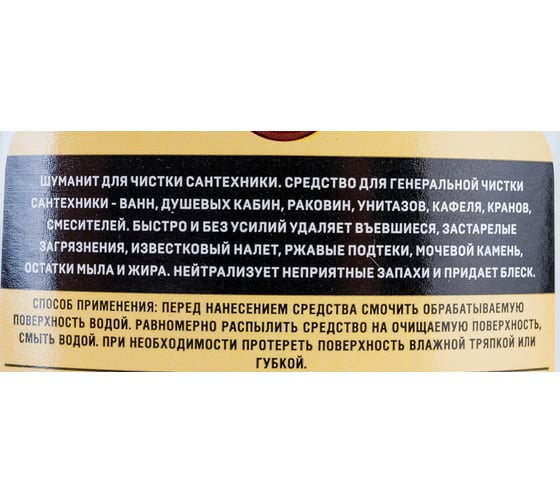 ШУМАНИТ ДЛЯ ЧИСТКИ САНТЕХНИКИ. СРЕДСТВО ДЛЯ ГЕНЕРАЛЬНОЙ ЧИСТКИ
САНТЕХНИКИ - ВАНН, ДУШЕВЫХ КАБИН, РАКОВИН, УНИТАЗОВ, КАФЕЛЯ, КРАНОВ,
СМЕСИТЕЛЕЙ. БЫСТРО И БЕЗ УСИЛИЙ УДАЛЯЕТ ВЪЕВШИЕСЯ, ЗАСТАРЕЛЫЕ
ЗАГРЯЗНЕНИЯ, ИЗВЕСТКОВЫЙ НАЛЕТ, РЖАВЫЕ ПОДТЕКИ, МОЧЕВОЙ КАМЕНЬ,
ОСТАТКИ МЫЛА И ЖИРА. НЕЙТРАЛИЗУЕТ НЕПРИЯТНЫЕ ЗАПАХИ И ПРИДАЕТ БЛЕСК.
СПОСОБ ПРИМЕНЕНИЯ: ПЕРЕД НАНЕСЕНИЕМ СРЕДСТВА СМОЧИТЬ ОБРАБАТЫВАЕМУЮ
ПОВЕРХНОСТЬ ВОДОЙ. РАВНОМЕРНО РАСПЫЛИТЬ СРЕДСТВО НА ОЧИЩАЕМУЮ ПОВЕРХНОСТЬ,
СМЫТЬ ВОДОЙ. ПРИ НЕОБХОДИМОСТИ ПРОТЕРЕТЬ ПОВЕРХНОСТЬ ВЛАЖНОЙ ТРЯПКОЙ ИЛИ
ГУБКОЙ.